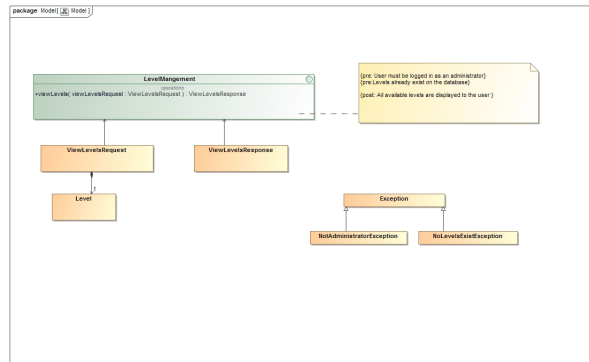 package Model[ Model ]
LevelMangement
operations
+viewLevels( viewLevelsRequest : ViewLevelsRequest ) : ViewLevelsResponse
{pre: User must be logged in as an administrator}
{pre:Levels already exist on the database}
{post: All available levels are displayed to the user }
ViewLevelsRequest
ViewLevelsResponse
1
Level
Exception
NotAdministratorException
NoLevelsExistException